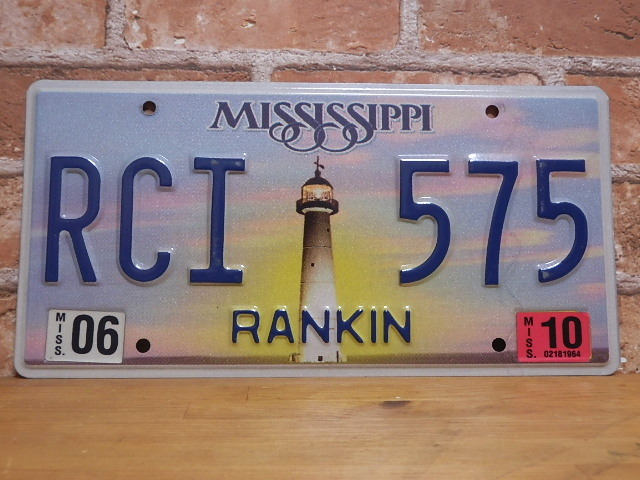 MISSISSIPPI
RCI 575
RANKIN
MISS. 06
MISS. 10
02181964